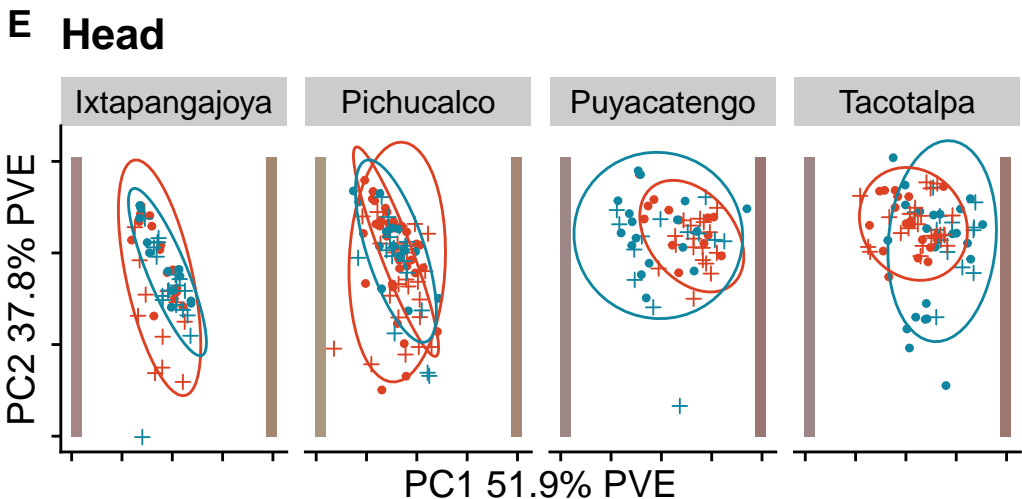 E Head
Ixtapangajoya
Pichucalco
Puyacatengo
Tacotalpa
PC2 37.8% PVE
PC1 51.9% PVE